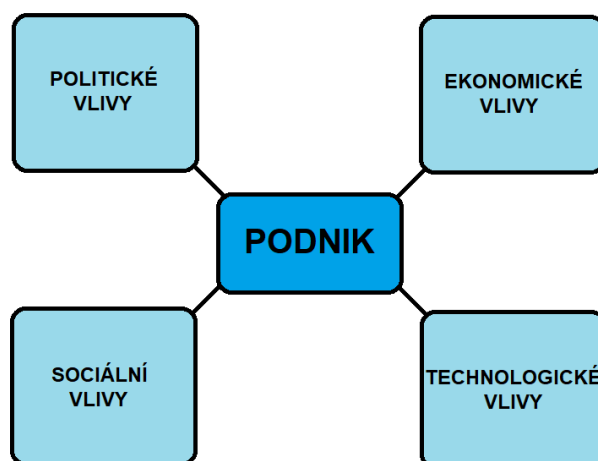 POLITICKÉ
VLIVY
EKONOMICKÉ
VLIVY
PODNIK
SOCIÁLNÍ
VLIVY
TECHNOLOGICKÉ
VLIVY